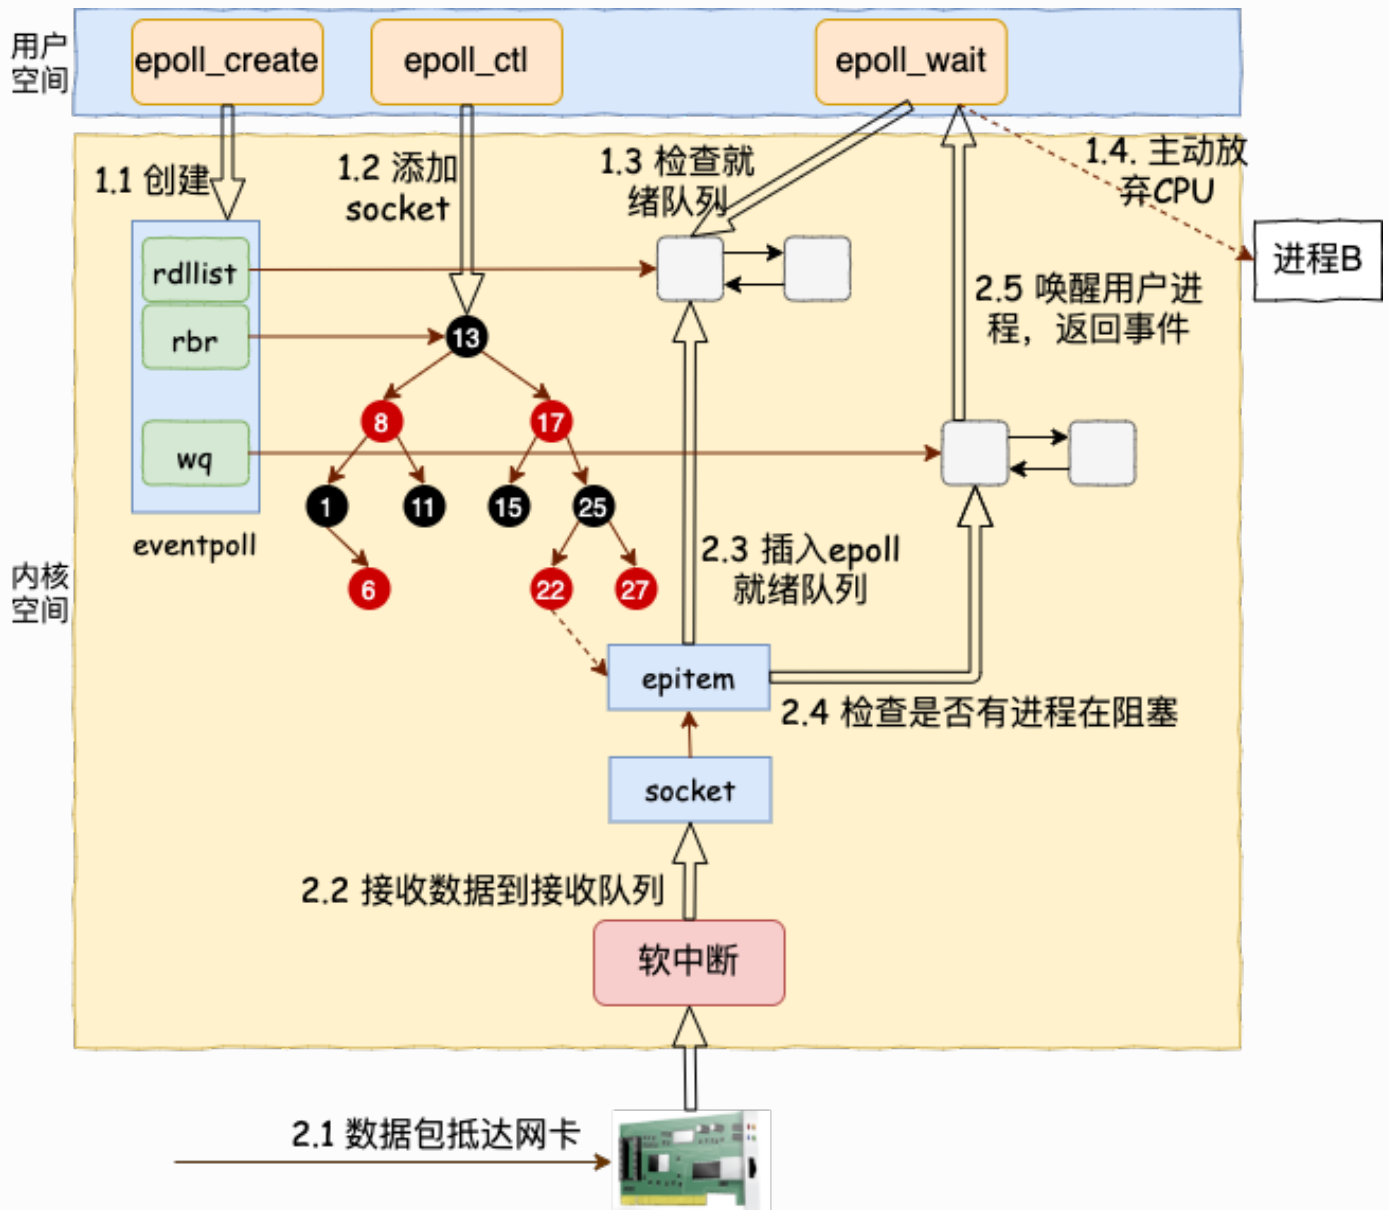 用户
空间
epoll_create
epoll_ctl
epoll_wait
1.1 创建
1.2 添加
socket
1.3 检查就
绪队列
1.4. 主动放
弃CPU
进程B
rdllist
rbr
wq
eventpoll
13
8
17
1
11
15
25
6
22
27
2.5 唤醒用户进
程，返回事件
内核
空间
2.3 插入epoll
就绪队列
epitem
2.4 检查是否有进程在阻塞
socket
2.2 接收数据到接收队列
软中断
2.1 数据包抵达网卡